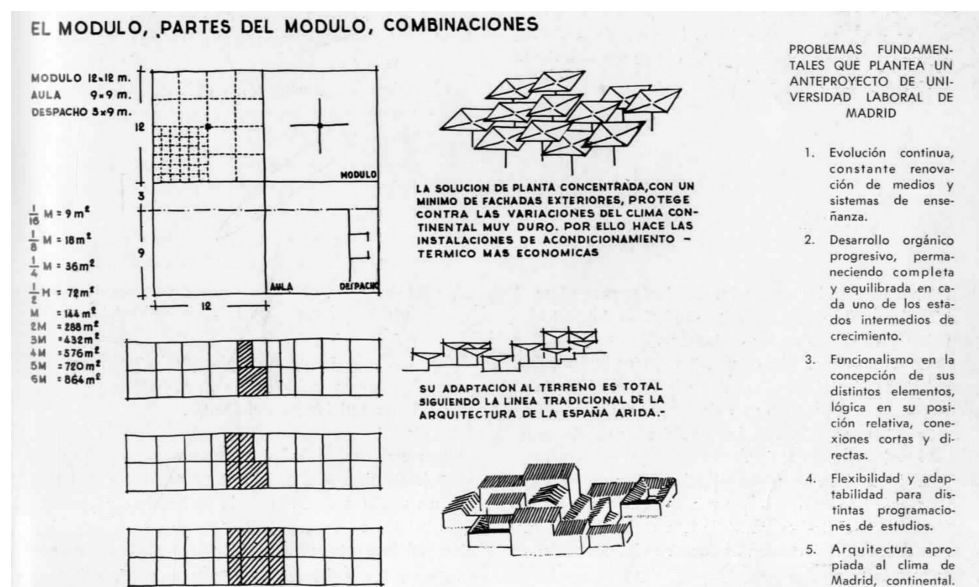 EL MODULO, PARTES DEL MODULO, COMBINACIONES
MODULO 12x12 m.
AULA 9x9 m.
DESPACHO 3x9 m.
12
3
9
12
MODULO
AULA
DESPACHO
1/16 M = 9 m²
1/8 M = 18 m²
1/4 M = 36 m²
1/2 M = 72 m²
M = 144 m²
2M = 288 m²
3M = 432 m²
4M = 576 m²
5M = 720 m²
6M = 864 m²
LA SOLUCION DE PLANTA CONCENTRADA, CON UN
MINIMO DE FACHADAS EXTERIORES, PROTEGE
CONTRA LAS VARIACIONES DEL CLIMA CON-
TINENTAL MUY DURO. POR ELLO HACE LAS
INSTALACIONES DE ACONDICIONAMIENTO -
TERMICO MAS ECONOMICAS
SU ADAPTACION AL TERRENO ES TOTAL
SIGUIENDO LA LINEA TRADICIONAL DE LA
ARQUITECTURA DE LA ESPAÑA ARIDA.-
PROBLEMAS FUNDAMEN-
TALES QUE PLANTEA UN
ANTEPROYECTO DE UNI-
VERSIDAD LABORAL DE
MADRID
1. Evolución continua,
constante renova-
ción de medios y
sistemas de ense-
ñanza.
2. Desarrollo orgánico
progresivo, perma-
neciendo completa
y equilibrada en ca-
da uno de los esta-
dos intermedios de
crecimiento.
3. Funcionalismo en la
concepción de sus
distintos elementos,
lógica en su posi-
ción relativa, cone-
xiones cortas y di-
rectas.
4. Flexibilidad y adap-
tabilidad para dis-
tintas programacio-
nes de estudios.
5. Arquitectura apro-
piada al clima de
Madrid, continental.